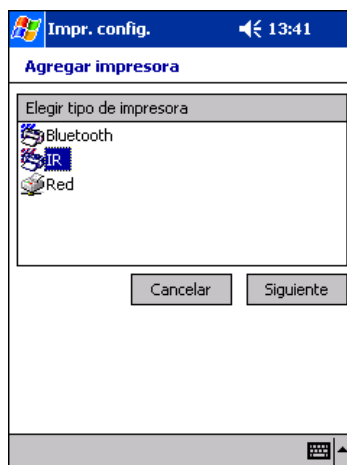 Impr. config. 13:41
Agregar impresora
Elegir tipo de impresora
Bluetooth
IR
Red
Cancelar Siguiente